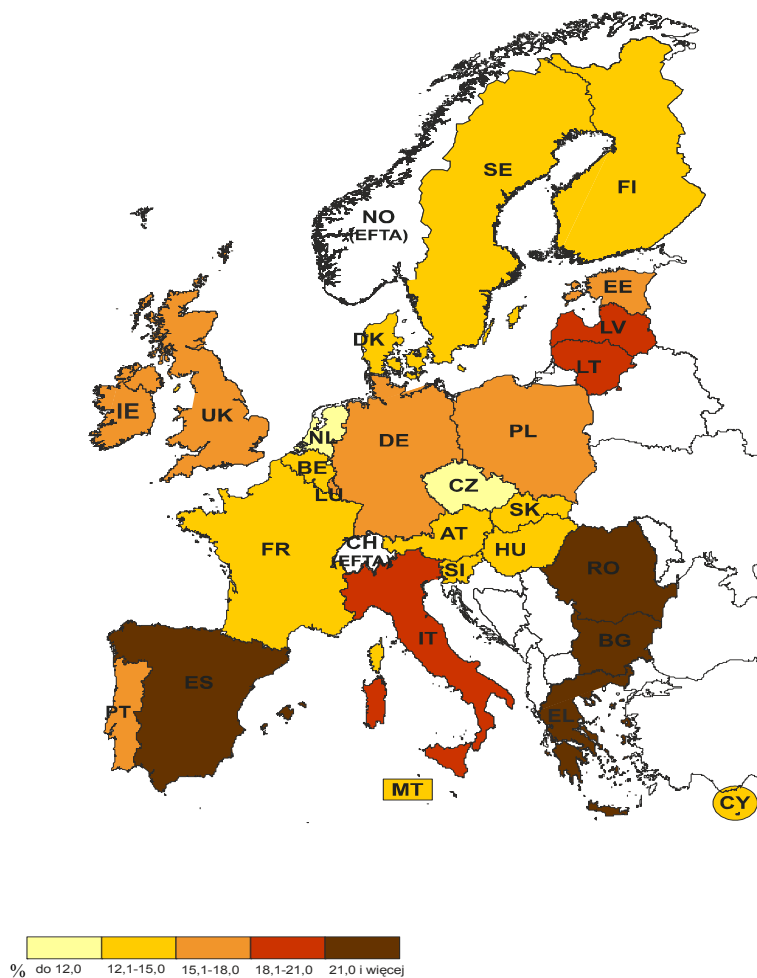 SE
FI
NO
(EFTA)
EE
LV
DK
LT
IE
UK
NL
DE
PL
BE
LU
CZ
SK
FR
CH
(EFTA)
AT
HU
SI
RO
IT
BG
ES
PT
EL
MT
CY
% do 12,0 12,1-15,0 15,1-18,0 18,1-21,0 21,0 i więcej